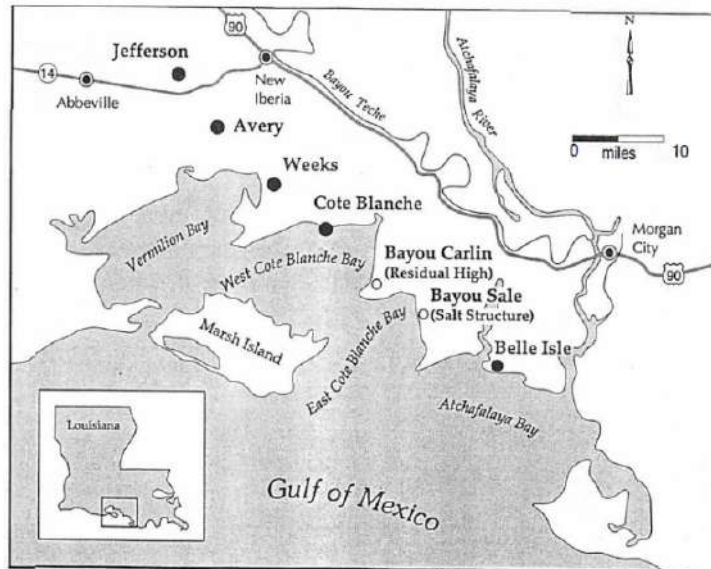 90
N
Jefferson
14
Abbeville
New
Iberia
Bayou Teche
Atchafalaya
River
Avery
0 miles 10
Weeks
Cote Blanche
Vermilion Bay
West Cote Blanche Bay
Bayou Carlin
(Residual High)
Morgan
City
90
Bayou Sale
(Salt Structure)
Marsh Island
East Cote Blanche Bay
Belle Isle
Atchafalaya Bay
Louisiana
Gulf of Mexico